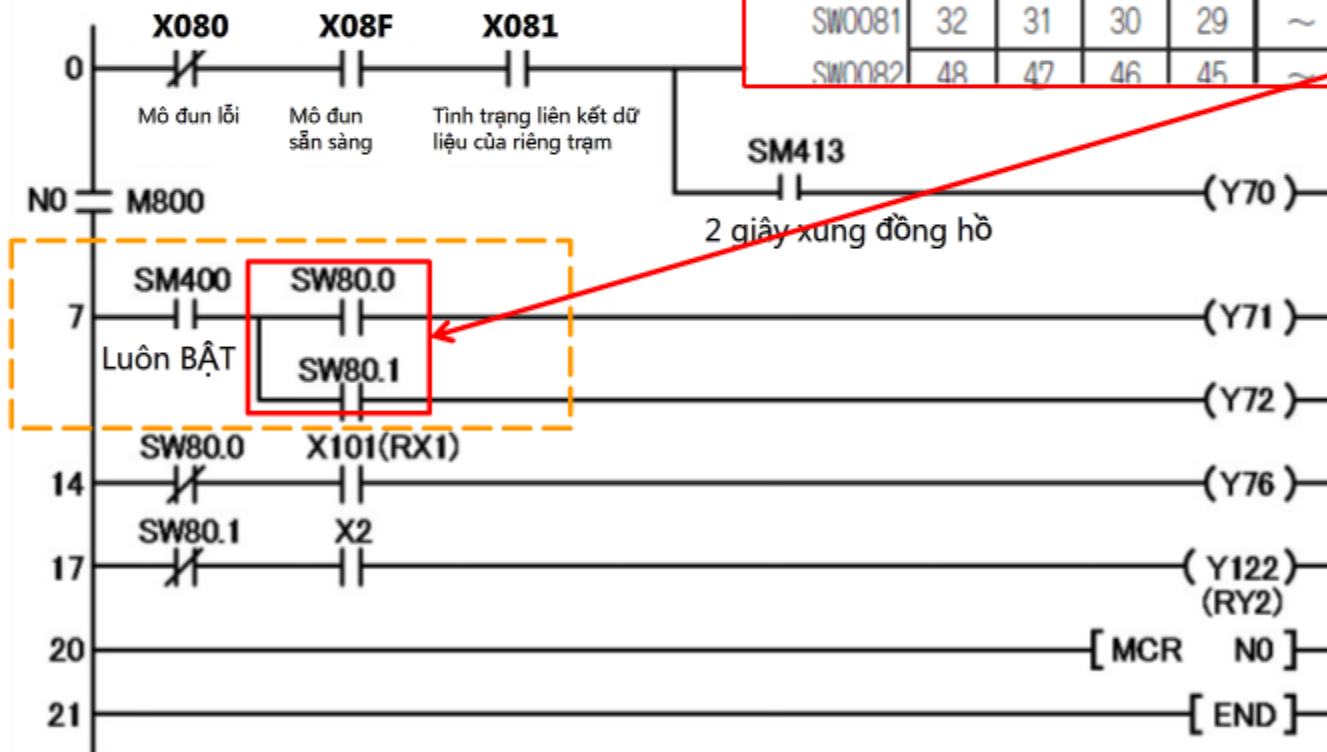 SW0081 32 31 30 29 ~
SW0082 48 47 46 45 ~
X080 X08F X081
0
Mô đun lỗi
Mô đun
sẵn sàng
Tình trạng liên kết dữ
liệu của riêng trạm
SM413
(Y70)
2 giây xung đồng hồ
N0 M800
SM400 SW80.0
7 (Y71)
Luôn BẬT
SW80.1
(Y72)
SW80.0 X101(RX1)
14 (Y76)
SW80.1 X2
17 (Y122)
(RY2)
20 [MCR N0]
21 [END]